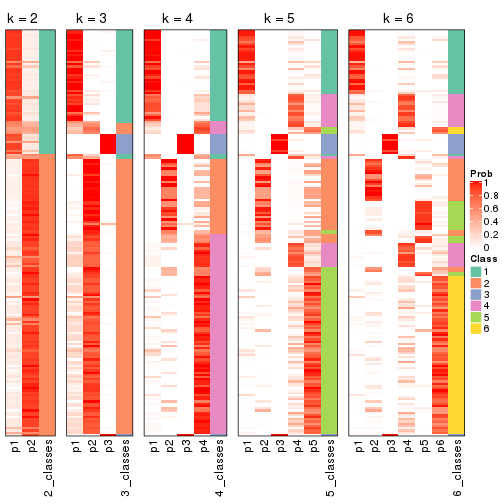 k = 2
k = 3
k = 4
k = 5
k = 6
Prob
1
0.8
0.6
0.4
0.2
0
Class
1
2
3
4
5
6
p1
p2
2_classes
p1
p2
p3
3_classes
p1
p2
p3
p4
4_classes
p1
p2
p3
p4
p5
5_classes
p1
p2
p3
p4
p5
p6
6_classes